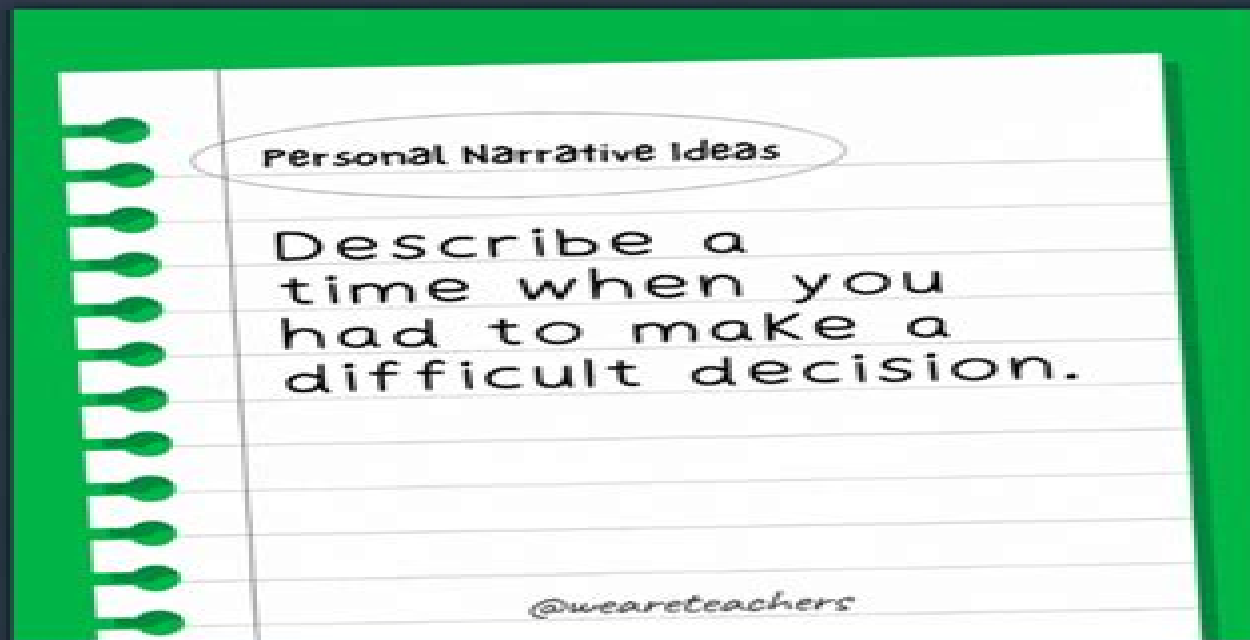 Personal Narrative Ideas
Describe a
time when you
had to make a
difficult decision.
@weareteachers